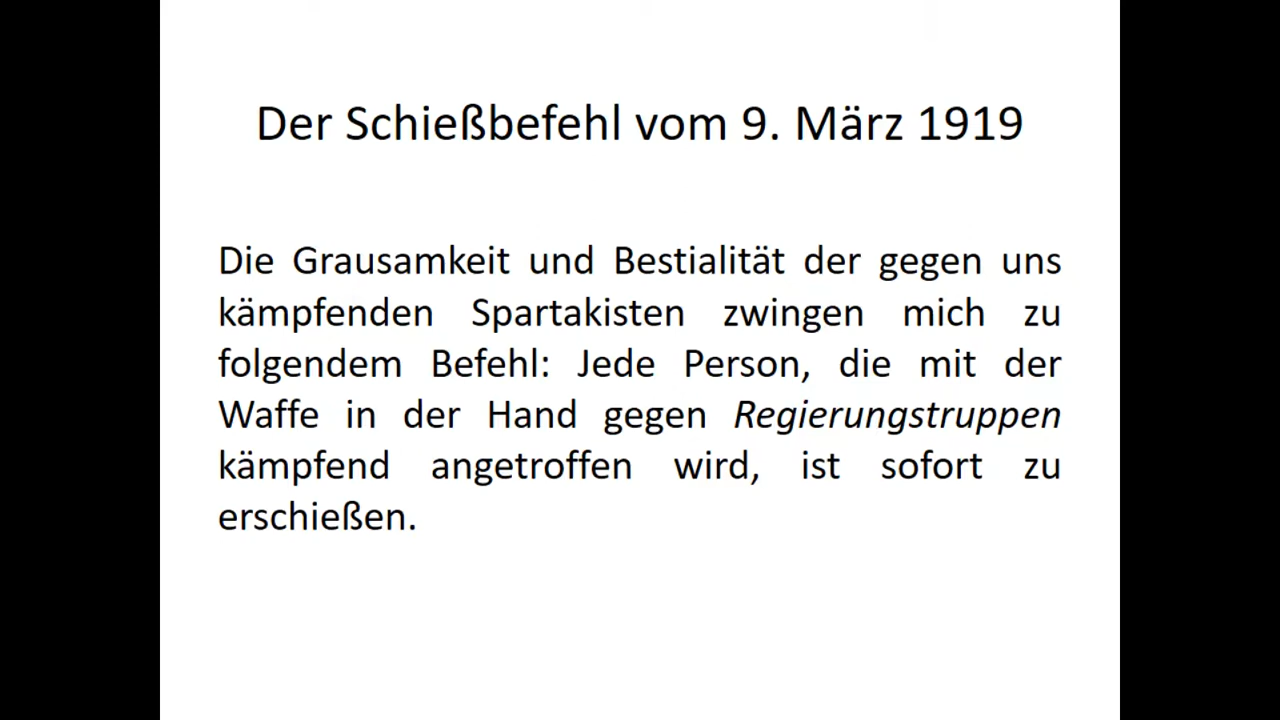 Der Schießbefehl vom 9. März 1919
Die Grausamkeit und Bestialität der gegen uns
kämpfenden Spartakisten zwingen mich zu
folgendem Befehl: Jede Person, die mit der
Waffe in der Hand gegen Regierungstruppen
kämpfend angetroffen wird, ist sofort zu
erschießen.